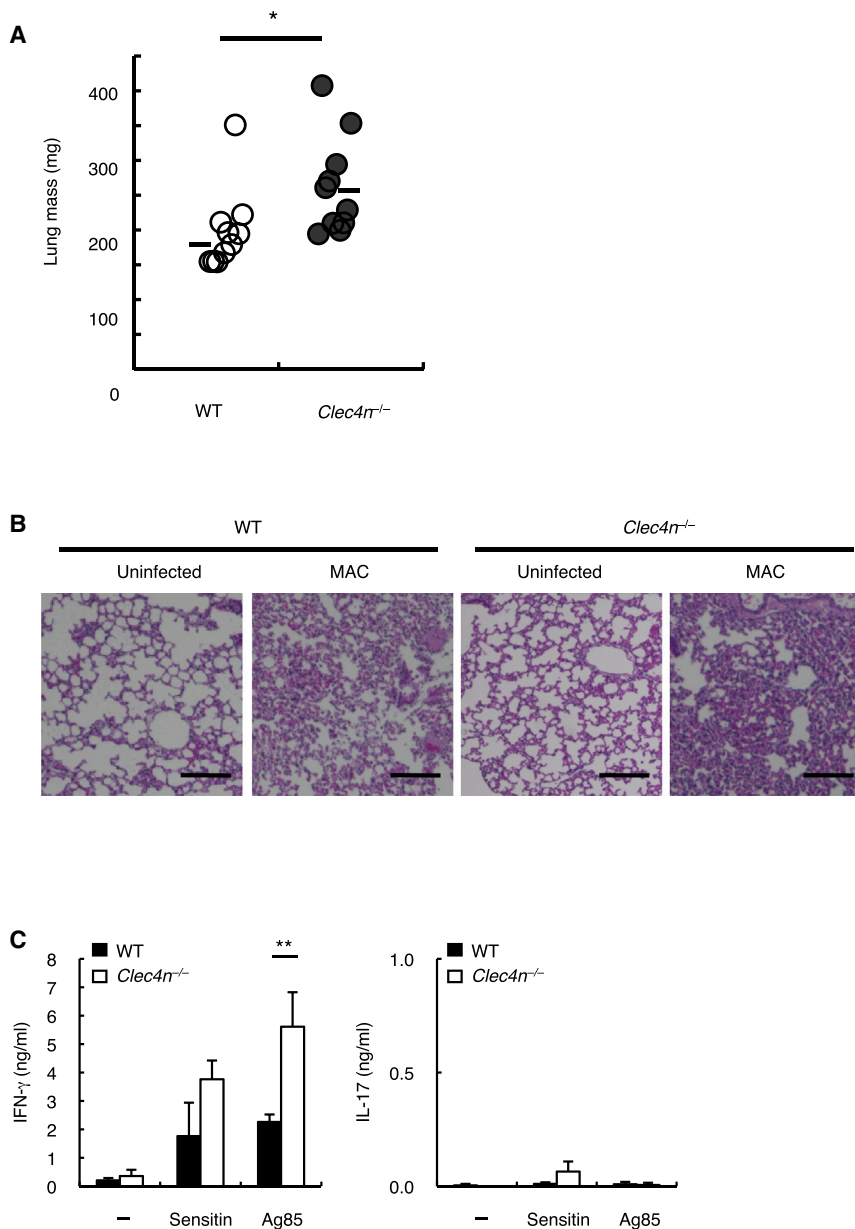 A
*
400
300
200
100
0
Lung mass (mg)
WT
Clec4n–/–
B
WT
Clec4n–/–
Uninfected
MAC
Uninfected
MAC
C
WT
Clec4n–/–
**
8
7
6
5
4
3
2
1
0
IFN-γ (ng/ml)
– Sensitin Ag85
WT
Clec4n–/–
1.0
0.5
0.0
IL-17 (ng/ml)
– Sensitin Ag85